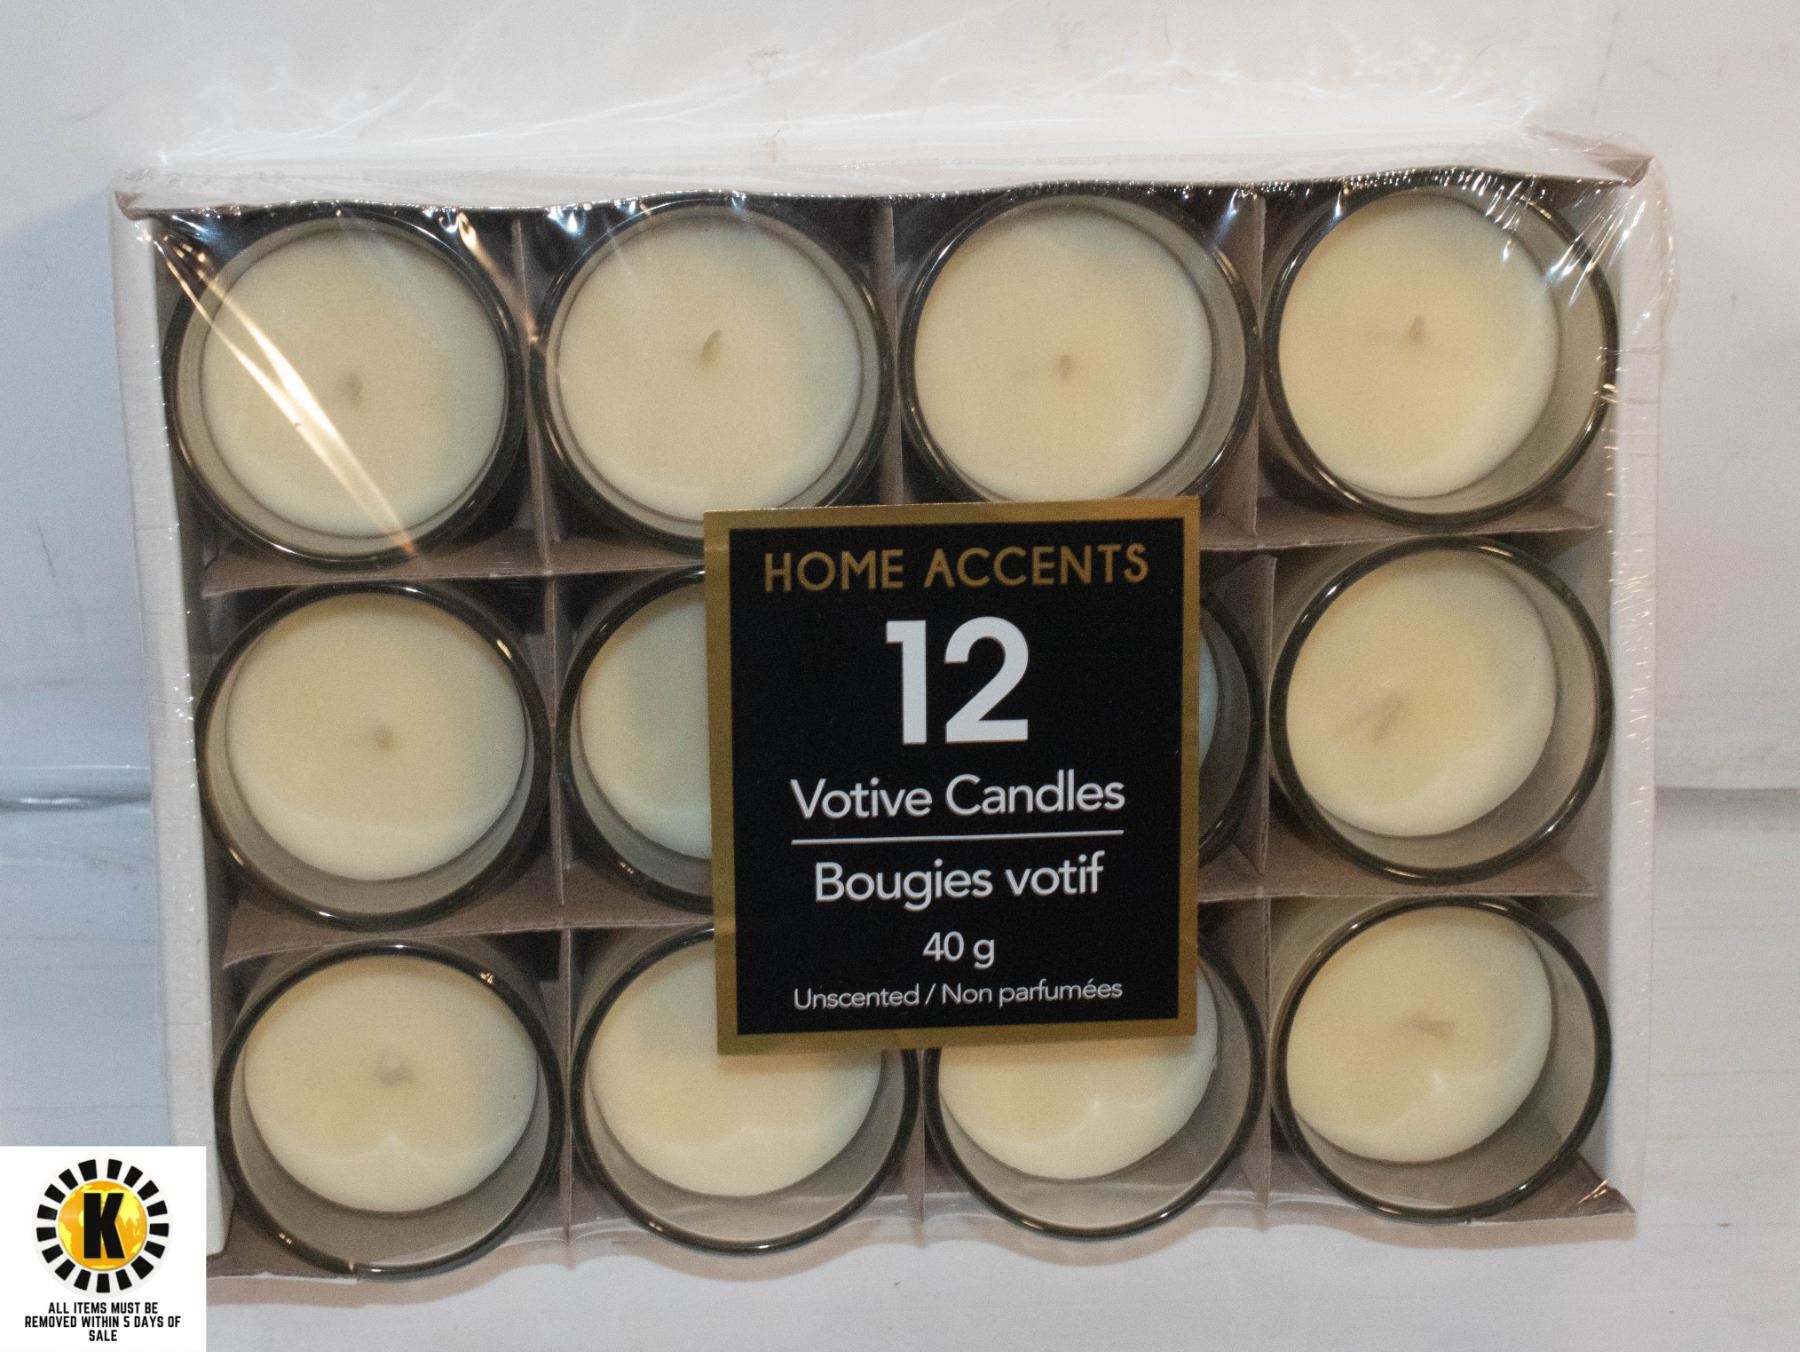 HOME ACCENTS
12
Votive Candles
Bougies votif
40 g
Unscented / Non parfumées
K
ALL ITEMS MUST BE
REMOVED WITHIN 5 DAYS OF
SALE